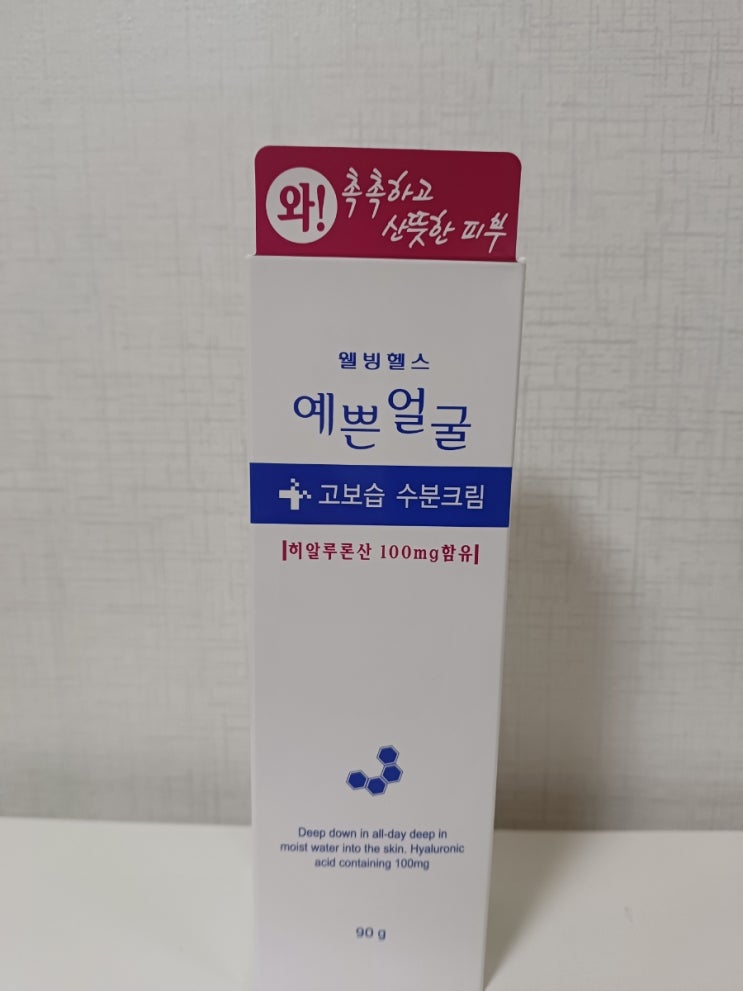 와!
촉촉하고
산뜻한 피부
웰빙헬스
예쁜얼굴
고보습 수분크림
히알루론산 100mg함유
Deep down in all-day deep in
moist water into the skin. Hyaluronic
acid containing 100mg
90 g